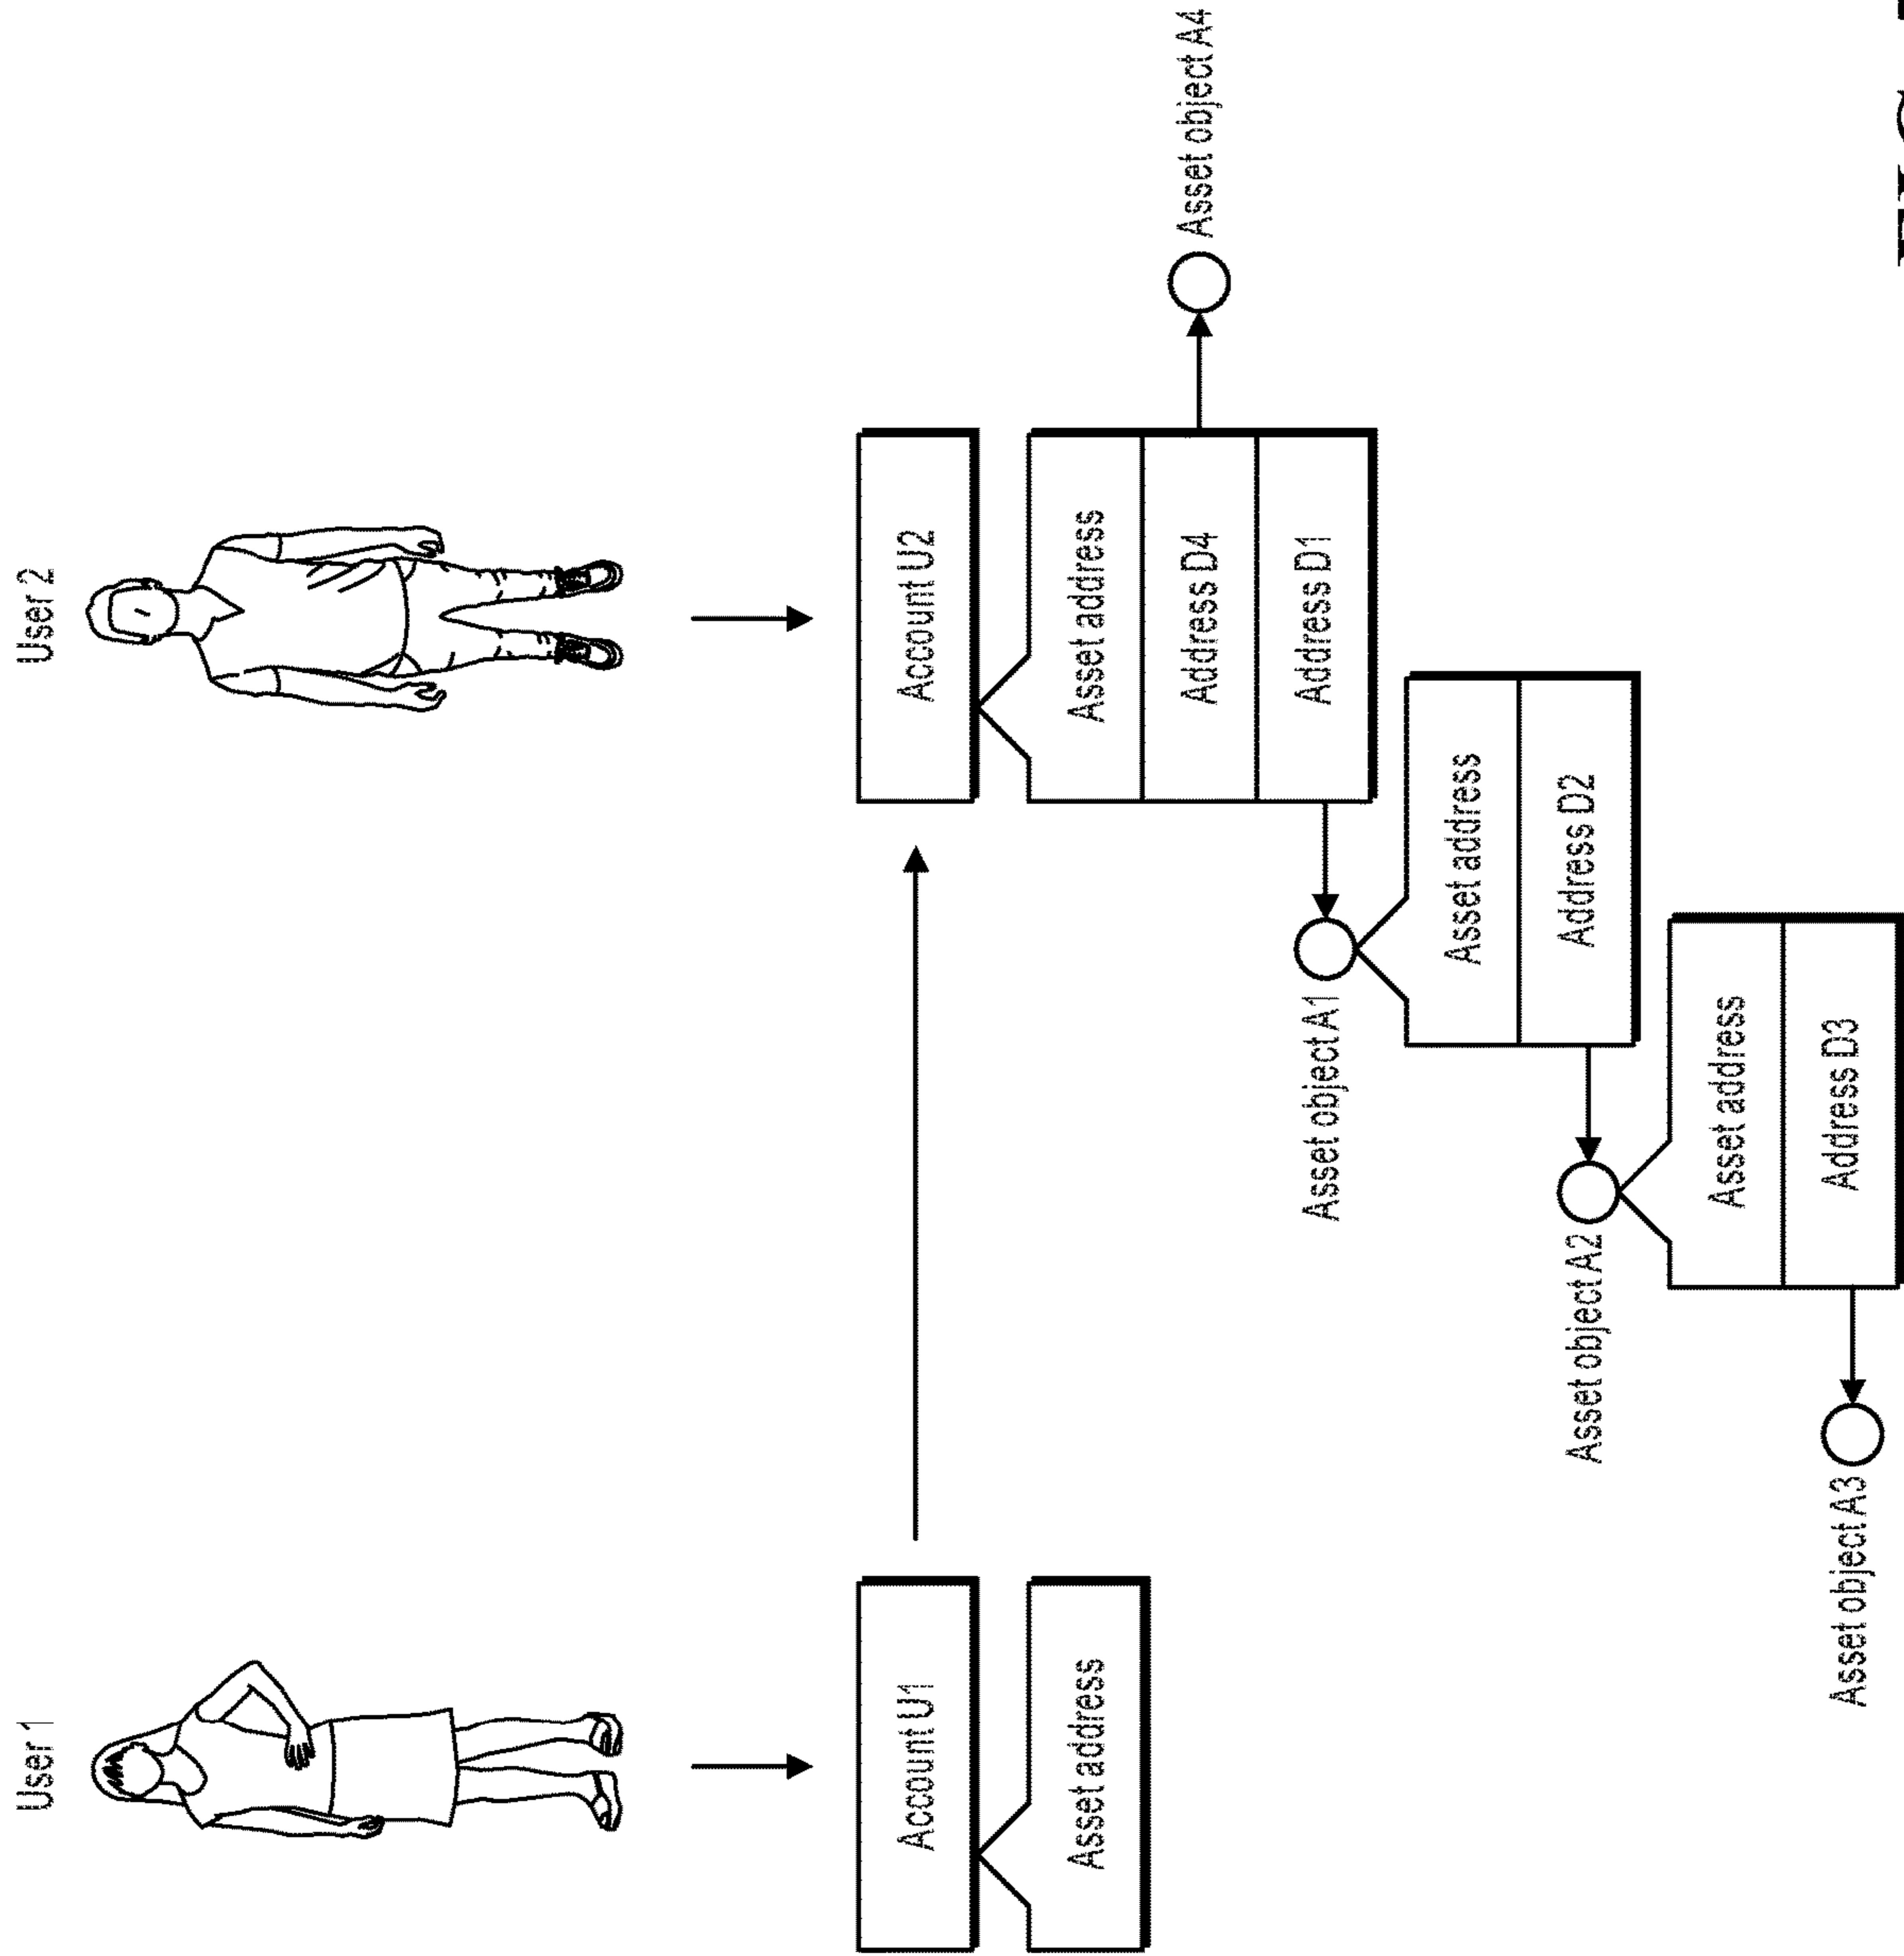 User 1
User 2
Account U1
Account U2
Asset address
Asset address
Address D4
Asset object A4
Asset object A1
Address D1
Asset address
Asset object A2
Address D2
Asset address
Asset object A3
Address D3